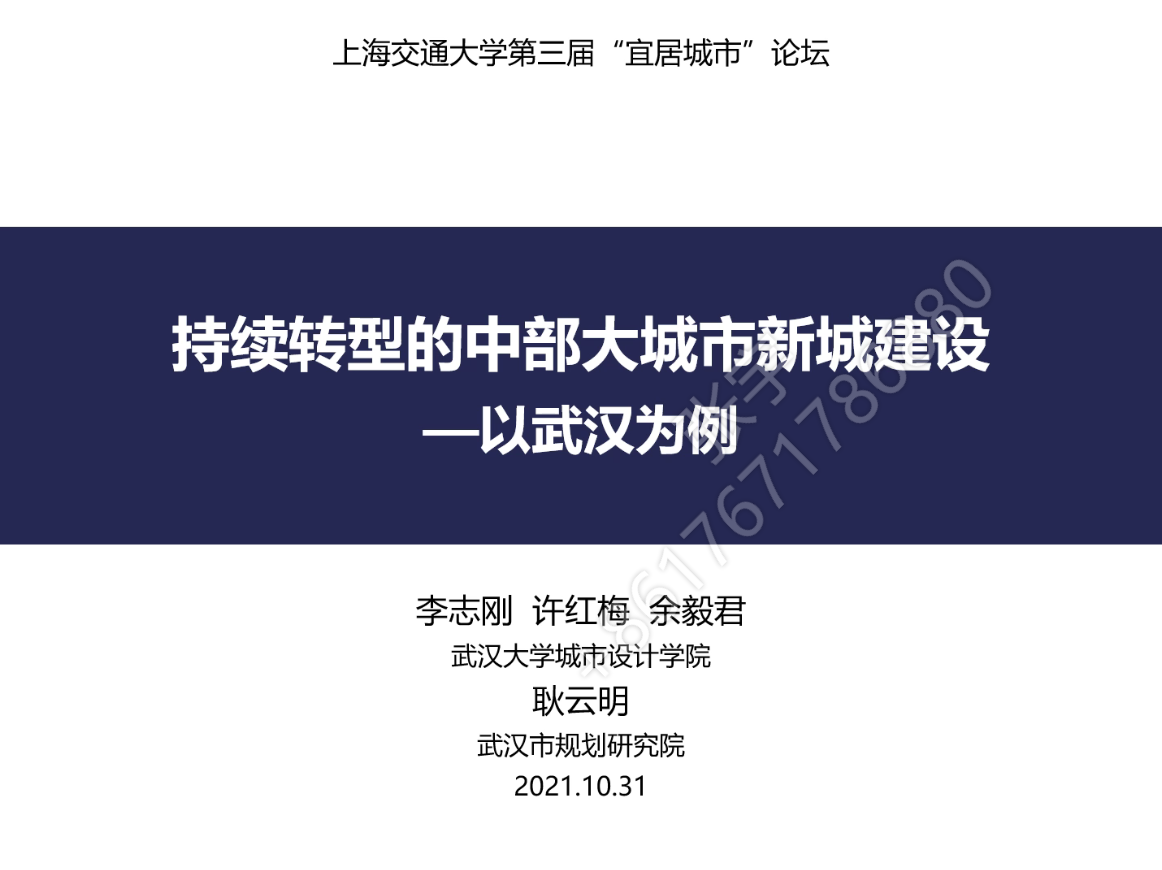 上海交通大学第三届“宜居城市”论坛
持续转型的中部大城市新城建设
—以武汉为例
张宇
+8617671786880
李志刚 许红梅 余毅君
武汉大学城市设计学院
耿云明
武汉市规划研究院
2021.10.31